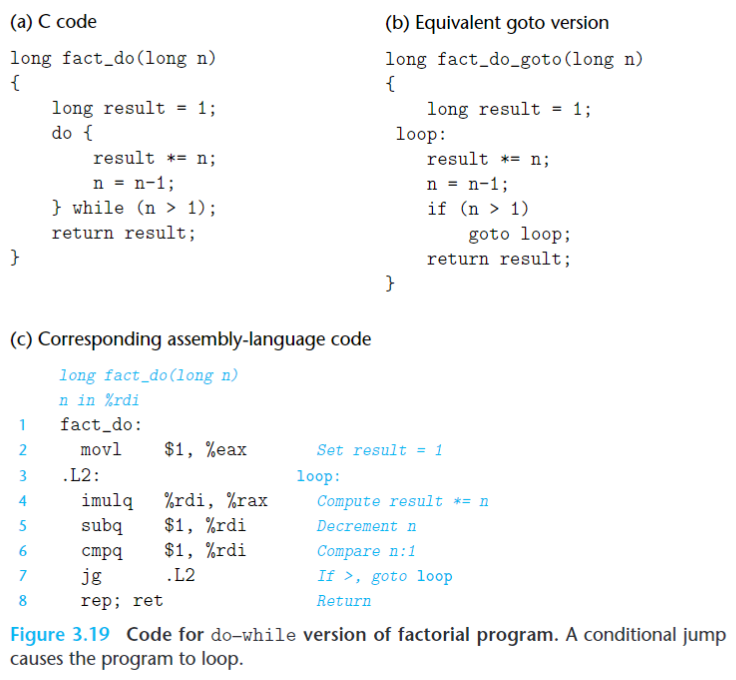 (a) C code
long fact_do(long n)
{
    long result = 1;
    do {
        result *= n;
        n = n-1;
    } while (n > 1);
    return result;
}
(b) Equivalent goto version
long fact_do_goto(long n)
{
    long result = 1;
 loop:
    result *= n;
    n = n-1;
    if (n > 1)
        goto loop;
    return result;
}
(c) Corresponding assembly-language code
long fact_do(long n)
n in %rdi
1 fact_do:
2 movl $1, %eax Set result = 1
3 .L2: loop:
4 imulq %rdi, %rax Compute result *= n
5 subq $1, %rdi Decrement n
6 cmpq $1, %rdi Compare n:1
7 jg .L2 If >, goto loop
8 rep; ret Return
Figure 3.19 Code for do–while version of factorial program. A conditional jump
causes the program to loop.